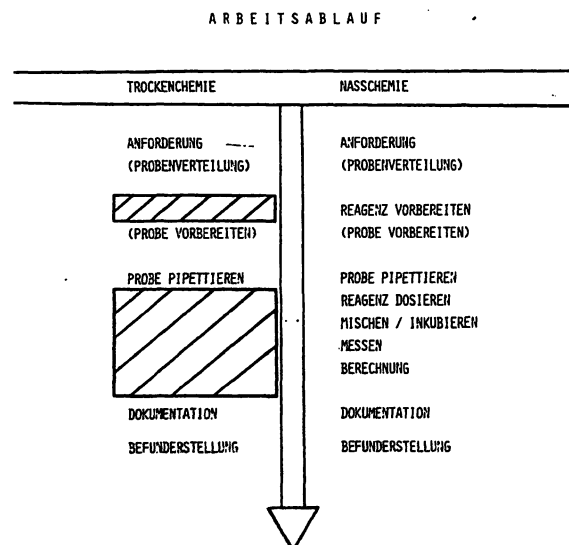 ARBEITSABLAUF
TROCKENCHEMIE NASSCHEMIE
ANFORDERUNG ANFORDERUNG
(PROBENVERTEILUNG) (PROBENVERTEILUNG)
REAGENZ VORBEREITEN
(PROBE VORBEREITEN) (PROBE VORBEREITEN)
PROBE PIPETTIEREN PROBE PIPETTIEREN
REAGENZ DOSIEREN
MISCHEN / INKUBIEREN
MESSEN
BERECHNUNG
DOKUMENTATION DOKUMENTATION
BEFUNDERSTELLUNG BEFUNDERSTELLUNG